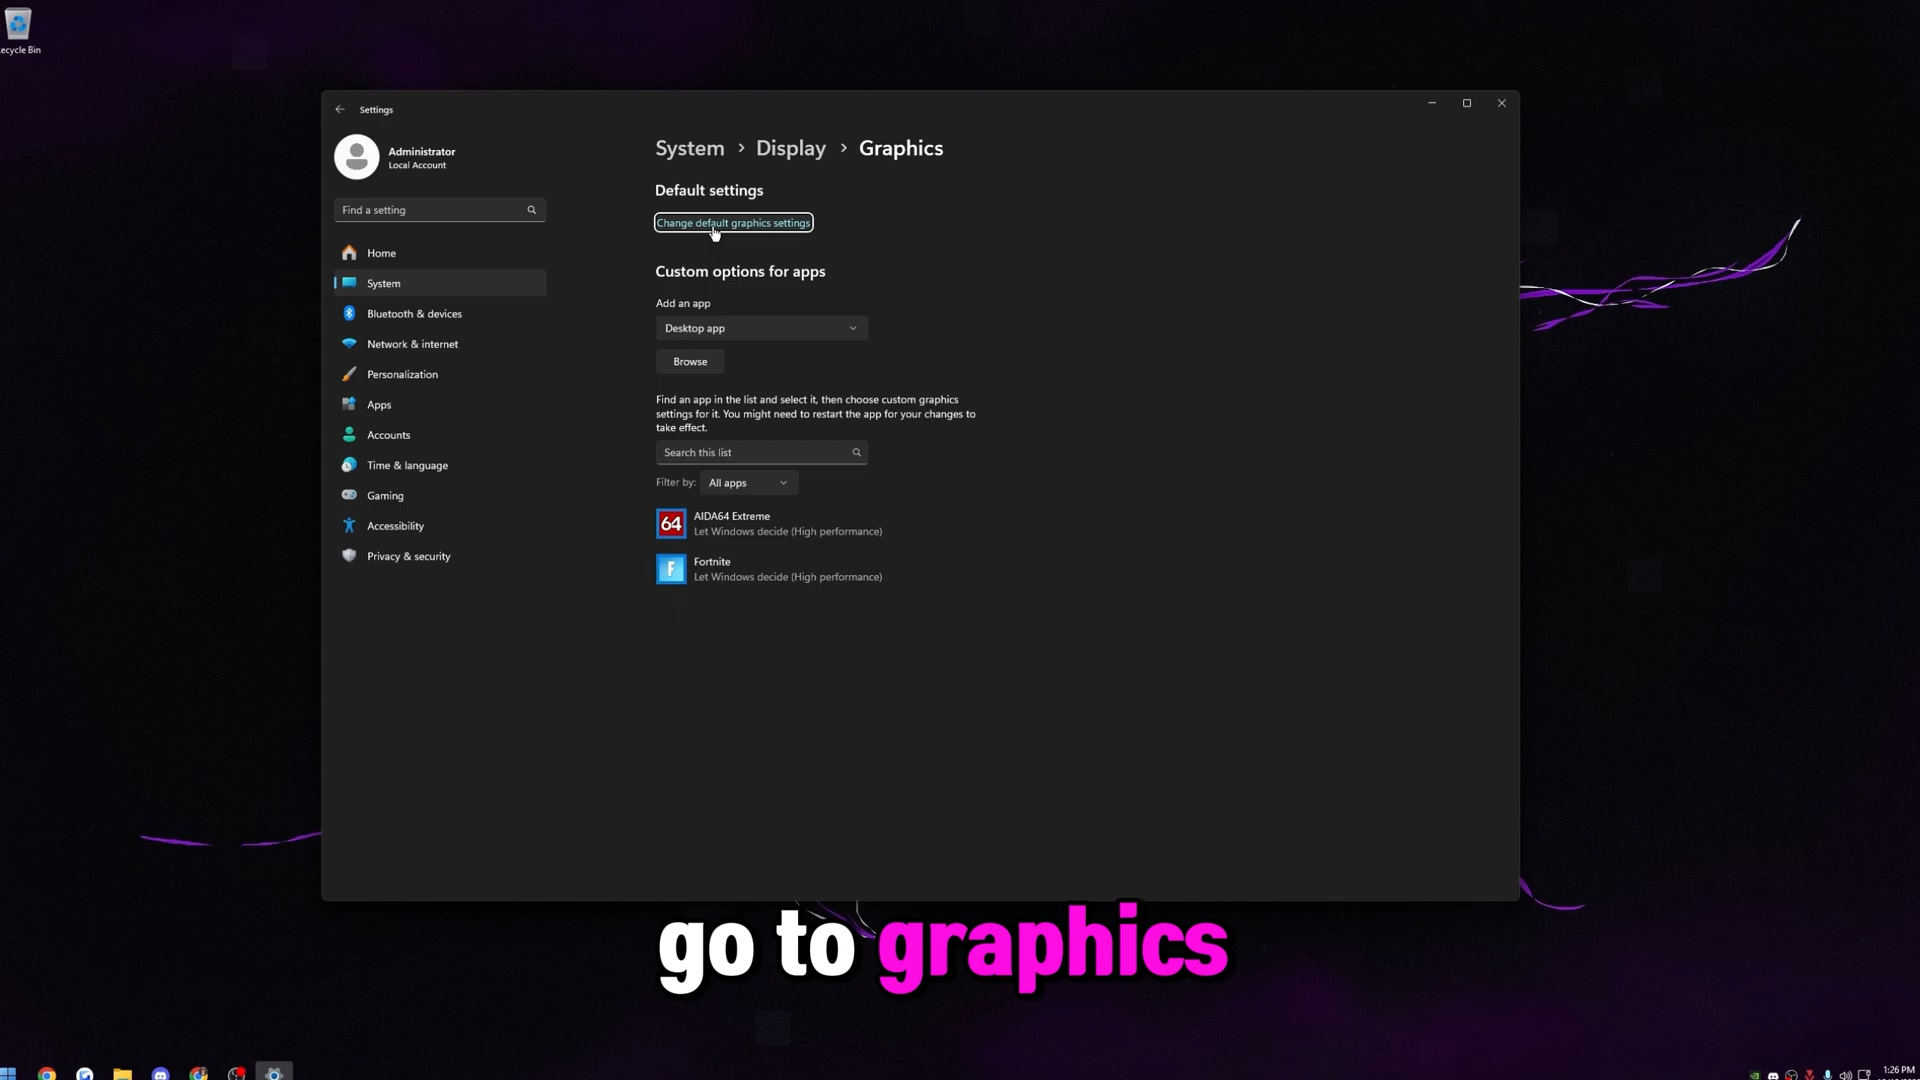 ecycle Bin
Settings
Administrator
Local Account
Find a setting
Home
System
Bluetooth & devices
Network & internet
Personalization
Apps
Accounts
Time & language
Gaming
Accessibility
Privacy & security
System > Display > Graphics
Default settings
Change default graphics settings
Custom options for apps
Add an app
Desktop app
Browse
Find an app in the list and select it, then choose custom graphics
settings for it. You might need to restart the app for your changes to
take effect.
Search this list
Filter by: All apps
64
AIDA64 Extreme
Let Windows decide (High performance)
F
Fortnite
Let Windows decide (High performance)
go to graphics
1:26 PM